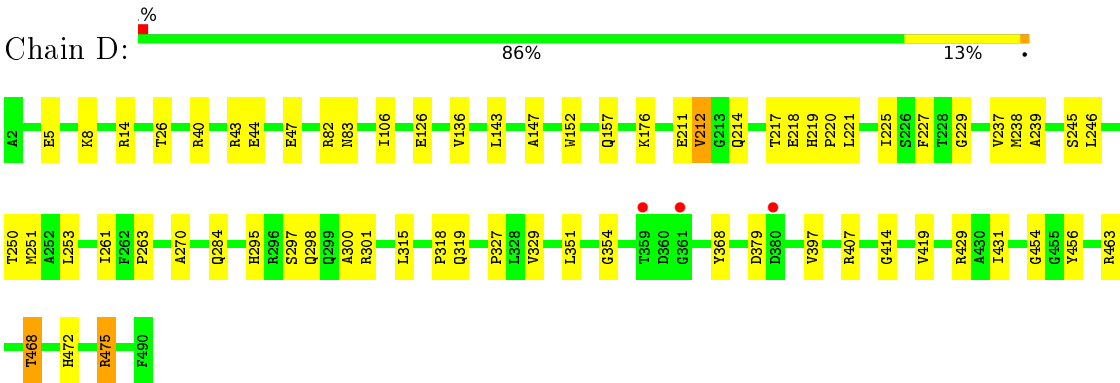 .%
Chain D:
86% 13% .
A2 E5 K8 R14 T26 R40 R43 E44 E47 R82 N83 I106 E126 V136 L143 A147 W152 Q157 K176 E211 V212 G213 Q214 T217 E218 H219 P220 L221 I225 S226 F227 T228 G229 V237 M238 A239 S245 L246
T250 M251 A252 L253 I261 F262 P263 A270 Q284 H295 R296 S297 Q298 Q299 A300 R301 L315 P318 Q319 P327 L328 V329 L351 G354 T359 D360 G361 Y368 D379 D380 V397 R407 G414 V419 R429 A430 I431 G454 G455 Y456 R463
T468 H472 R475 F490